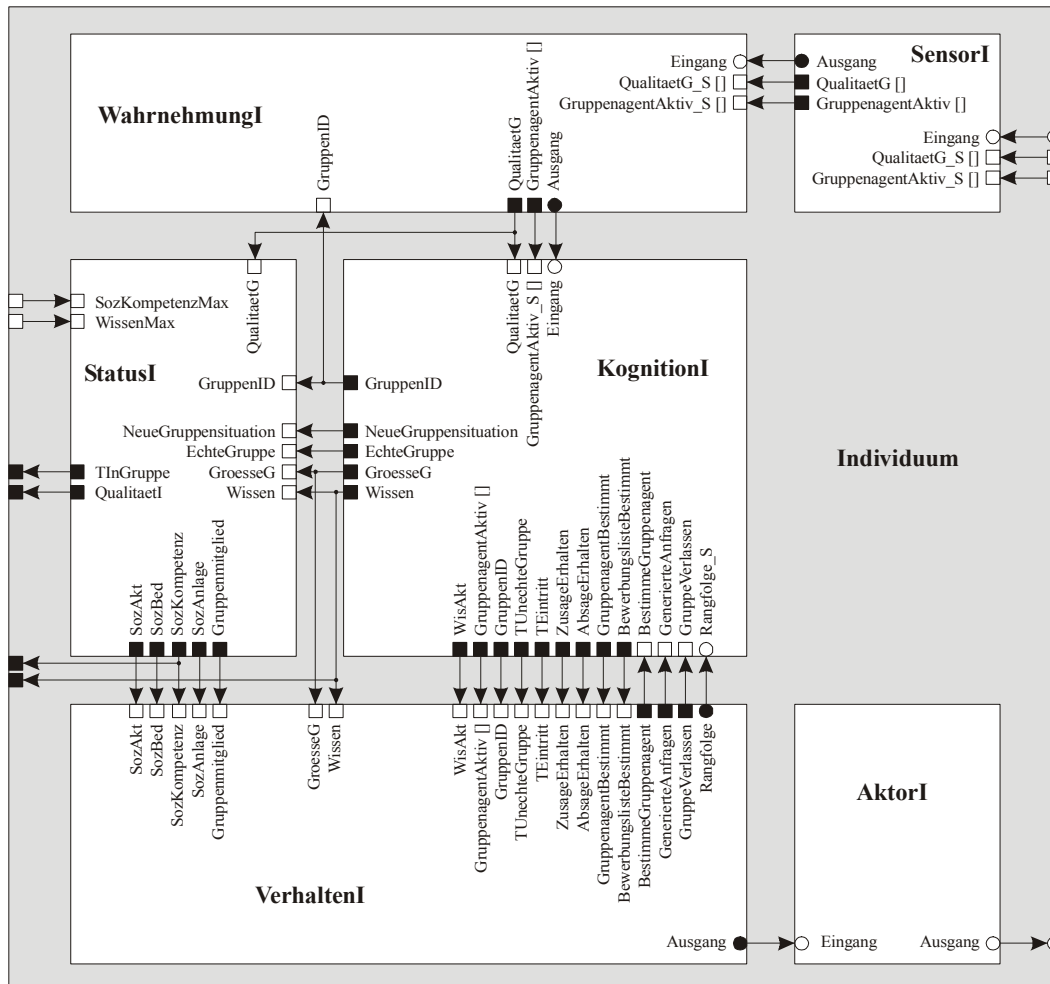 SensorI
Eingang
Ausgang
QualitaetG_S []
QualitaetG []
GruppenagentAktiv_S []
GruppenagentAktiv []
WahrnehmungI
GruppenID
QualitaetG
GruppenagentAktiv []
Ausgang
Eingang
QualitaetG_S []
GruppenagentAktiv_S []
QualitaetG
QualitaetG
GruppenagentAktiv_S []
Eingang
SozKompetenzMax
WissenMax
StatusI
KognitionI
GruppenID
GruppenID
NeueGruppensituation
NeueGruppensituation
EchteGruppe
EchteGruppe
TInGruppe
GroesseG
GroesseG
QualitaetI
Wissen
Wissen
Individuum
SozAkt
SozBed
SozKompetenz
SozAnlage
Gruppenmitglied
WisAkt
GruppenagentAktiv []
GruppenID
TUnechteGruppe
TEintritt
ZusageErhalten
AbsageErhalten
GruppenagentBestimmt
BewerbungslisteBestimmt
BestimmeGruppenagent
GenerierteAnfragen
GruppeVerlassen
Rangfolge_S
SozAkt
SozBed
SozKompetenz
SozAnlage
Gruppenmitglied
GroesseG
Wissen
WisAkt
GruppenagentAktiv []
GruppenID
TUnechteGruppe
TEintritt
ZusageErhalten
AbsageErhalten
GruppenagentBestimmt
BewerbungslisteBestimmt
BestimmeGruppenagent
GenerierteAnfragen
GruppeVerlassen
Rangfolge
AktorI
VerhaltenI
Ausgang
Eingang
Ausgang